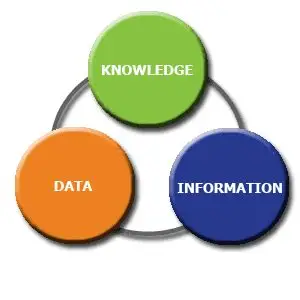 KNOWLEDGE
DATA
INFORMATION